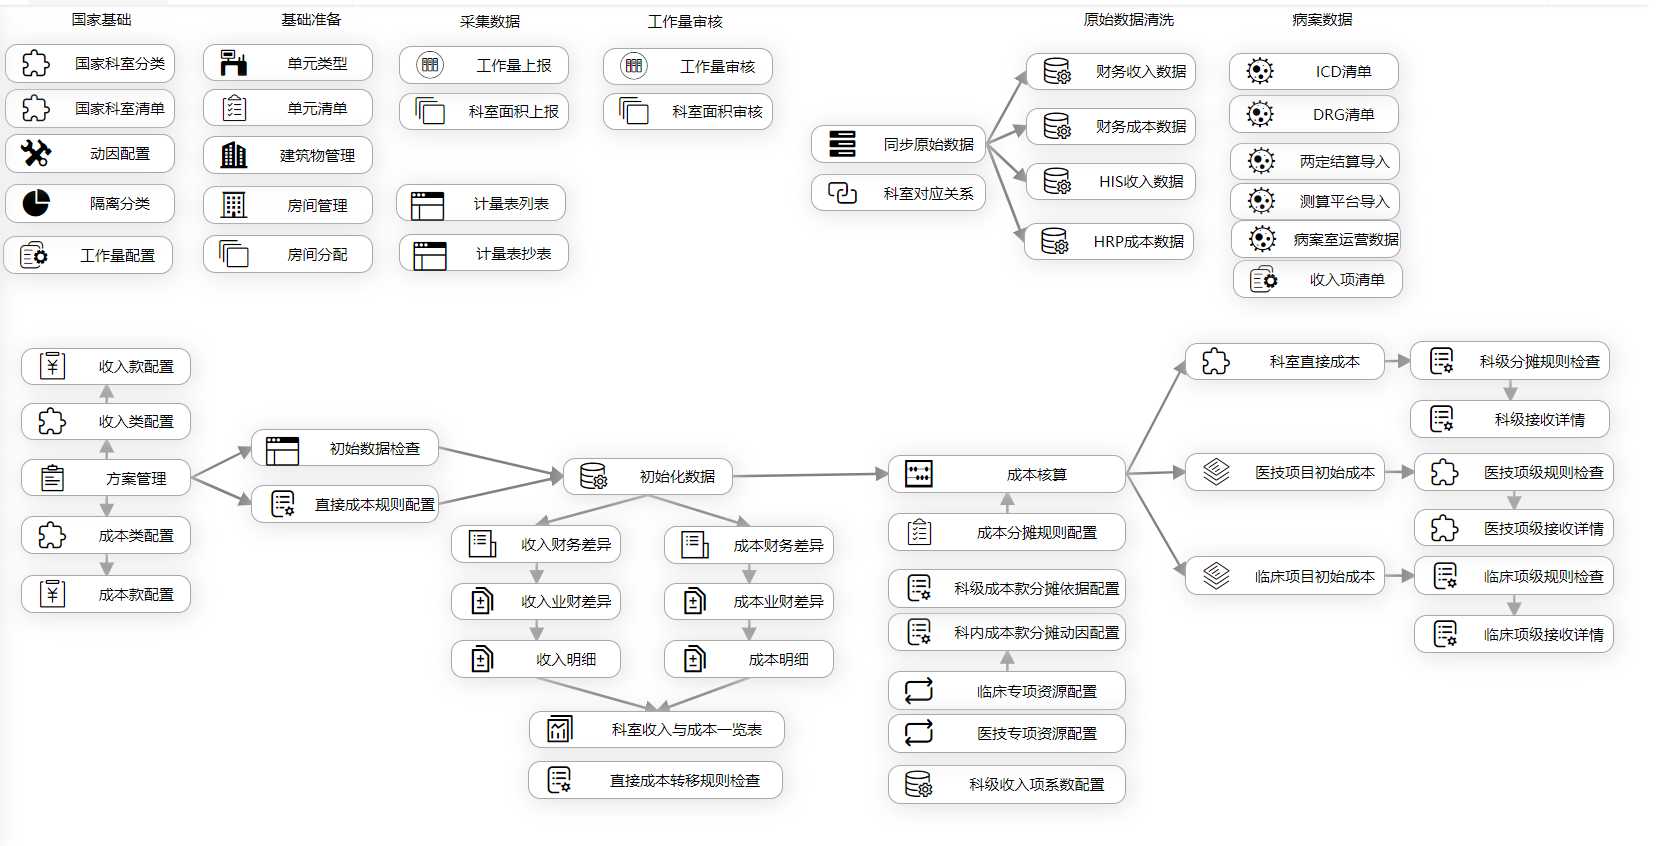 国家基础
基础准备
采集数据
工作量审核
原始数据清洗
病案数据
国家科室分类
国家科室清单
动因配置
隔离分类
工作量配置
单元类型
单元清单
建筑物管理
房间管理
房间分配
工作量上报
科室面积上报
计量表列表
计量表抄表
工作量审核
科室面积审核
同步原始数据
科室对应关系
财务收入数据
财务成本数据
HIS收入数据
HRP成本数据
ICD清单
DRG清单
两定结算导入
测算平台导入
病案室运营数据
收入项清单
收入款配置
收入类配置
方案管理
成本类配置
成本款配置
初始数据检查
直接成本规则配置
初始化数据
收入财务差异
收入业财差异
收入明细
成本财务差异
成本业财差异
成本明细
科室收入与成本一览表
直接成本转移规则检查
成本核算
成本分摊规则配置
科级成本款分摊依据配置
科内成本款分摊动因配置
临床专项资源配置
医技专项资源配置
科级收入项系数配置
科室直接成本
医技项目初始成本
临床项目初始成本
科级分摊规则检查
科级接收详情
医技项级规则检查
医技项级接收详情
临床项级规则检查
临床项级接收详情